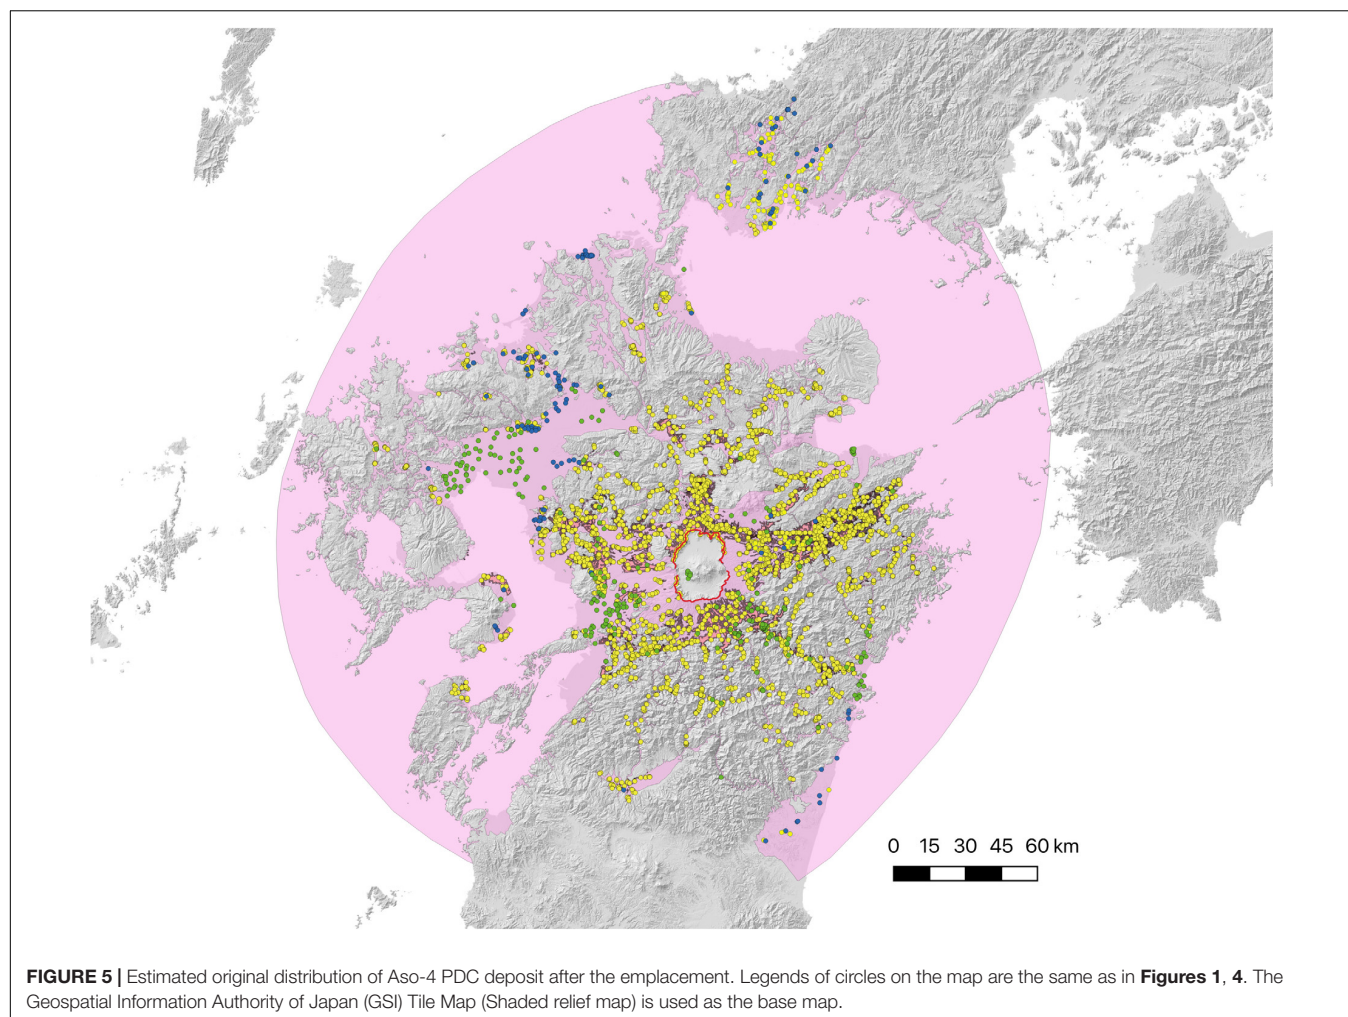 0 15 30 45 60 km
FIGURE 5 | Estimated original distribution of Aso-4 PDC deposit after the emplacement. Legends of circles on the map are the same as in Figures 1, 4. The
Geospatial Information Authority of Japan (GSI) Tile Map (Shaded relief map) is used as the base map.